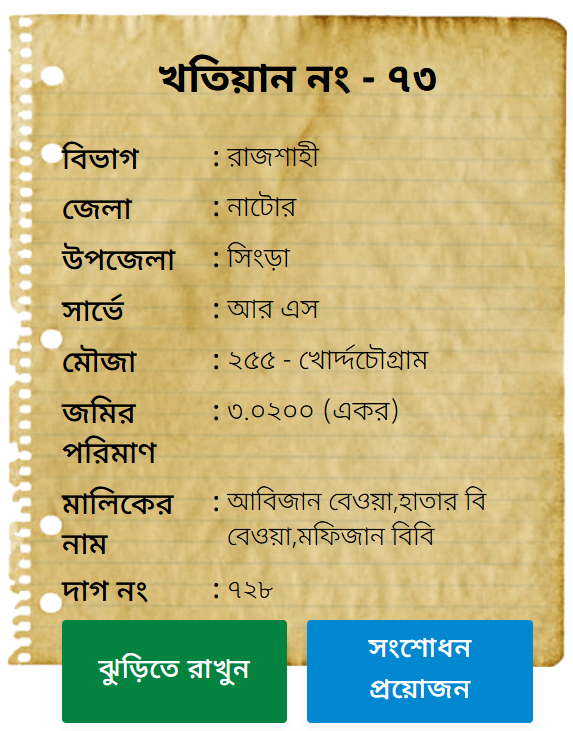 খতিয়ান নং - ৭৩
বিভাগ : রাজশাহী
জেলা : নাটোর
উপজেলা : সিংড়া
সার্ভে : আর এস
মৌজা : ২৫৫ - খোর্দ্দচৌগ্রাম
জমির : ৩.০২০০ (একর)
পরিমাণ
মালিকের : আবিজান বেওয়া,হাতার বি
নাম বেওয়া,মফিজান বিবি
দাগ নং : ৭২৮
ঝুড়িতে রাখুন
সংশোধন
প্রয়োজন